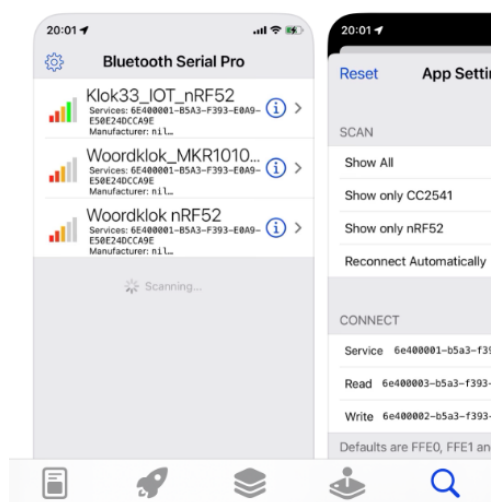 20:01
Bluetooth Serial Pro
Klok33_IOT_nRF52
Services: 6E400001-B5A3-F393-E0A9-
E50E24DCCA9E
Manufacturer: nil…
Woordklok_MKR1010...
Services: 6E400001-B5A3-F393-E0A9-
E50E24DCCA9E
Manufacturer: nil…
Woordklok nRF52
Services: 6E400001-B5A3-F393-E0A9-
E50E24DCCA9E
Manufacturer: nil…
Scanning...
20:01
Reset App Setti
SCAN
Show All
Show only CC2541
Show only nRF52
Reconnect Automatically
CONNECT
Service 6e400001-b5a3-f39
Read 6e400003-b5a3-f393-
Write 6e400002-b5a3-f393-
Defaults are FFE0, FFE1 an